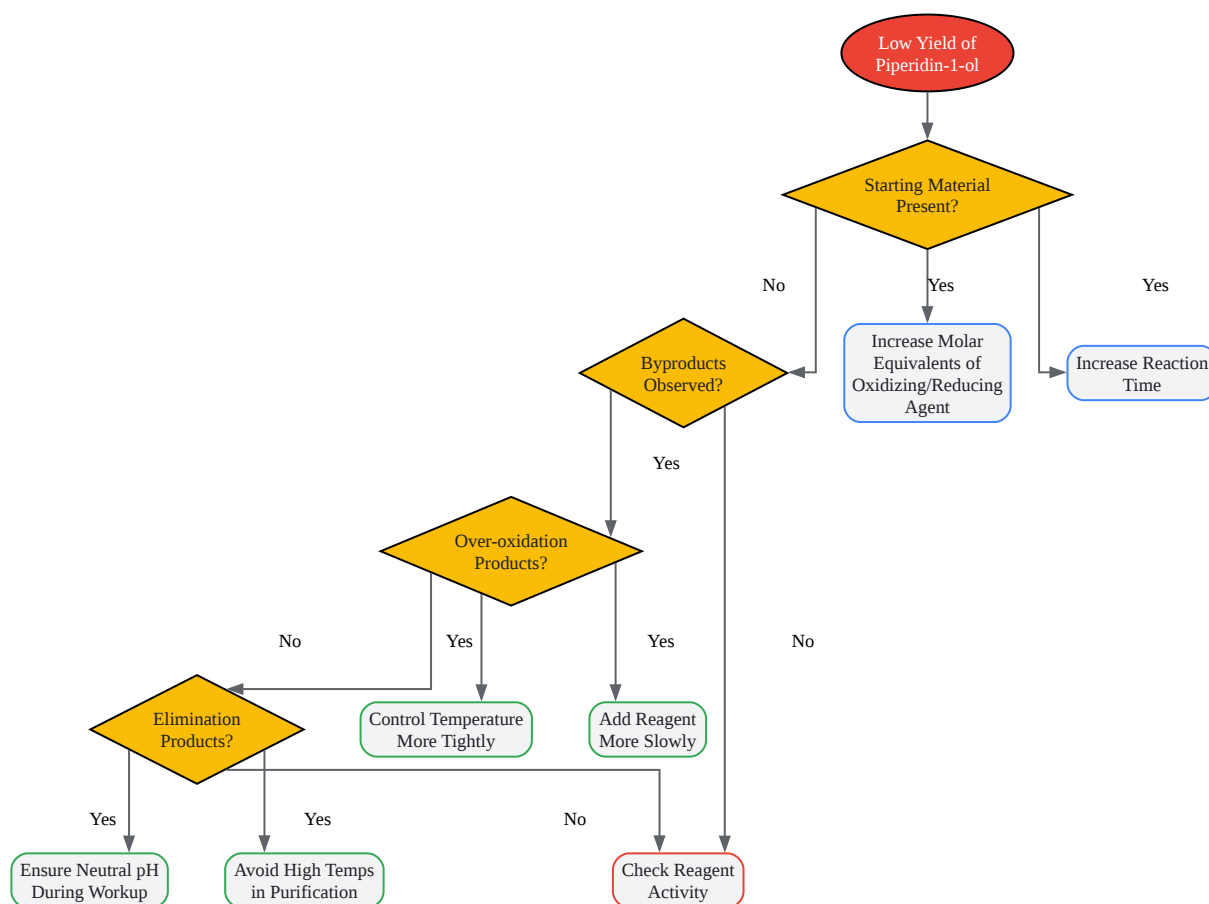 Low Yield of
Piperidin-1-ol
Starting Material
Present?
No
Yes
Yes
Increase Molar
Equivalents of
Oxidizing/Reducing
Agent
Increase Reaction
Time
Byproducts
Observed?
Yes
No
Over-oxidation
Products?
No
Yes
Yes
Control Temperature
More Tightly
Add Reagent
More Slowly
Elimination
Products?
Yes
Yes
No
Ensure Neutral pH
During Workup
Avoid High Temps
in Purification
Check Reagent
Activity